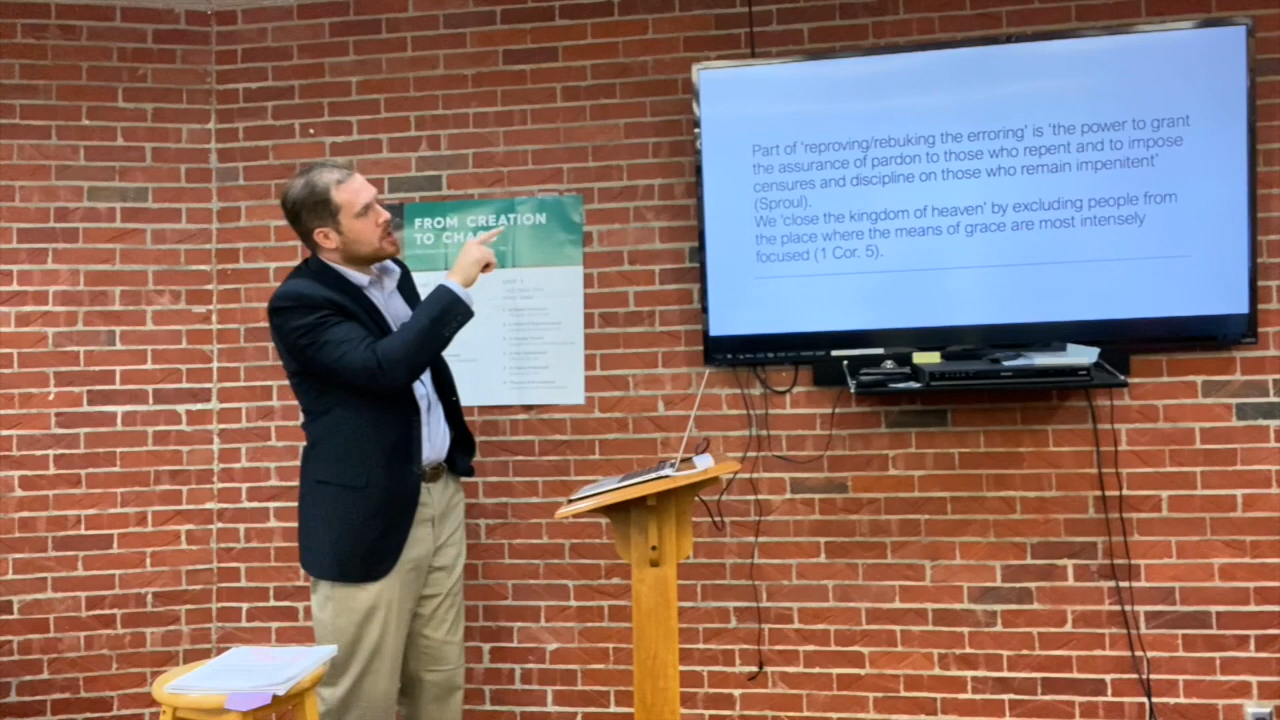 Part of 'reproving/rebuking the erroring' is 'the power to grant
the assurance of pardon to those who repent and to impose
censures and discipline on those who remain impenitent'
(Sproul).
We 'close the kingdom of heaven' by excluding people from
the place where the means of grace are most intensely
focused (1 Cor. 5).
FROM CREATION
TO
UNIT 1